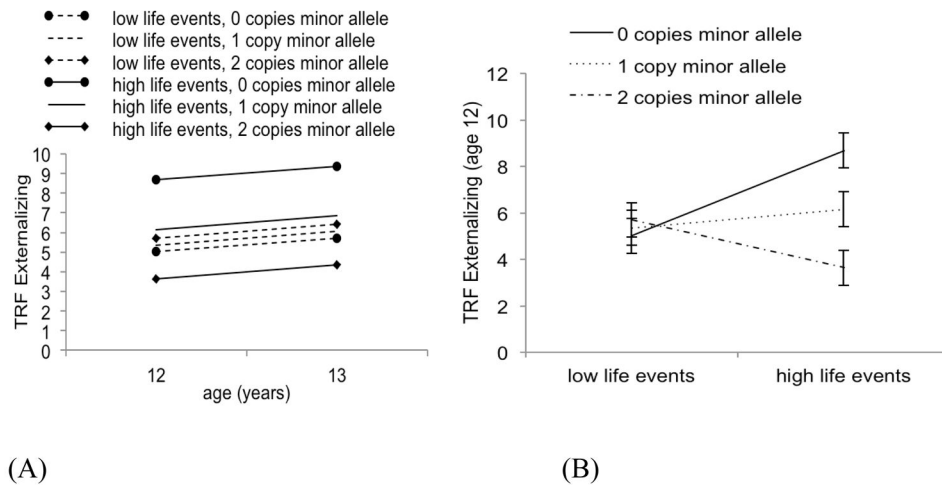 low life events, 0 copies minor allele
low life events, 1 copy minor allele
low life events, 2 copies minor allele
high life events, 0 copies minor allele
high life events, 1 copy minor allele
high life events, 2 copies minor allele
TRF Externalizing
10
9
8
7
6
5
4
3
2
1
0
12 13
age (years)
(A)
0 copies minor allele
1 copy minor allele
2 copies minor allele
TRF Externalizing (age 12)
12
10
8
6
4
2
0
low life events high life events
(B)